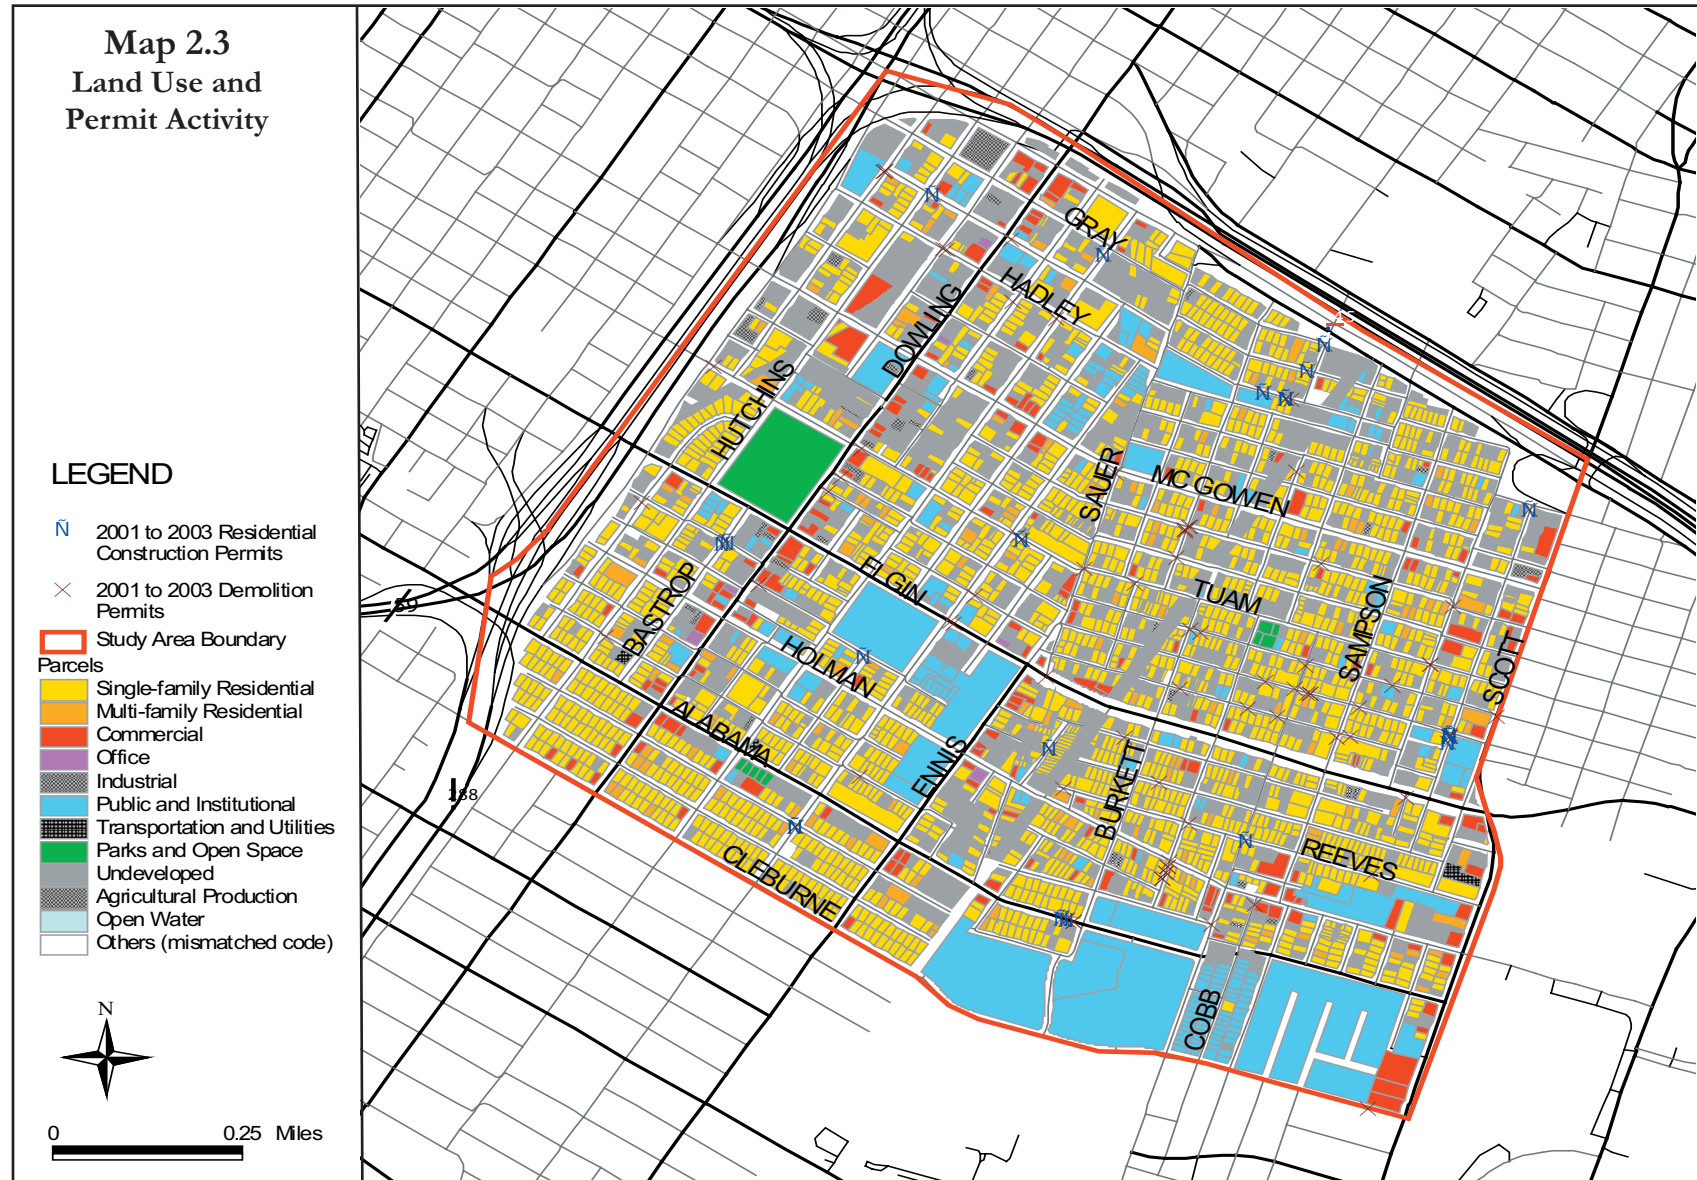 Map 2.3
Land Use and
Permit Activity
LEGEND
Ñ 2001 to 2003 Residential
Construction Permits
2001 to 2003 Demolition
Permits
Study Area Boundary
Parcels
Single-family Residential
Multi-family Residential
Commercial
Office
Industrial
Public and Institutional
Transportation and Utilities
Parks and Open Space
Undeveloped
Agricultural Production
Open Water
Others (mismatched code)
N
0 0.25 Miles
GRAY
HADLEY
DOWLING
45
HUTCHINS
SAUER
MC GOWEN
ELGIN
TUAM
SAMPSON
SCOTT
59
BASTROP
HOLMAN
ALABAMA
ENNIS
BURKETT
288
CLEBURNE
REEVES
COBB